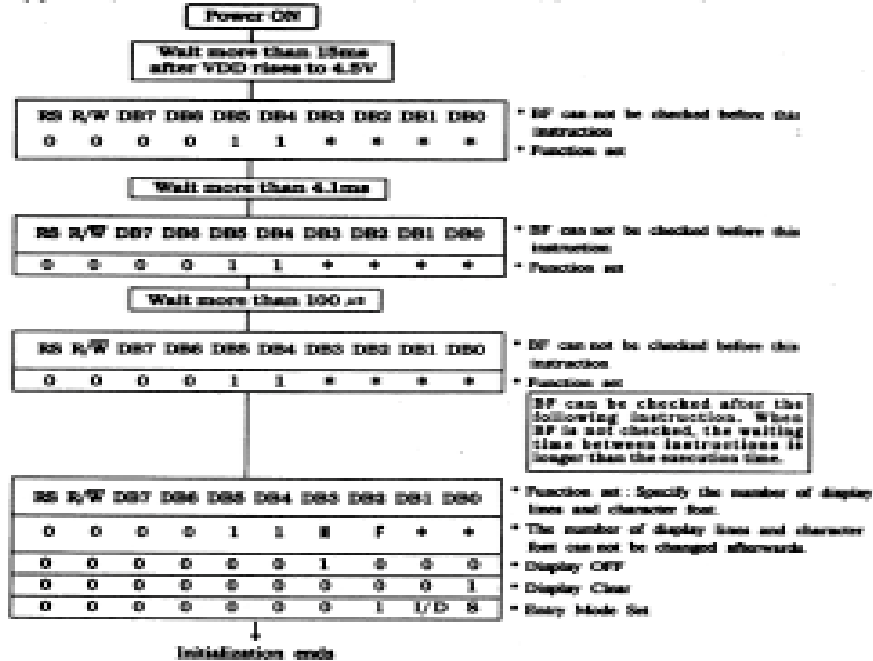 Power ON
Wait more than 15ms
after VDD rises to 4.5V
RS R/W DB7 DB6 DB5 DB4 DB3 DB2 DB1 DB0
0 0 0 0 1 1 * * * *
* BF can not be checked before this
instruction
* Function set
Wait more than 4.1ms
RS R/W DB7 DB6 DB5 DB4 DB3 DB2 DB1 DB0
0 0 0 0 1 1 * * * *
* BF can not be checked before this
instruction
* Function set
Wait more than 100 μs
RS R/W DB7 DB6 DB5 DB4 DB3 DB2 DB1 DB0
0 0 0 0 1 1 * * * *
* BF can not be checked before this
instruction
* Function set
BF can be checked after the
following instruction. When
BF is not checked, the waiting
time between instructions is
longer than the execution time.
RS R/W DB7 DB6 DB5 DB4 DB3 DB2 DB1 DB0
0 0 0 0 1 1 F * *
0 0 0 0 0 0 1 0 0 0
0 0 0 0 0 0 0 0 0 1
0 0 0 0 0 0 0 1 I/D S
* Function set : Specify the number of display
lines and character font.
* The number of display lines and character
font can not be changed afterwards.
* Display OFF
* Display Clear
* Entry Mode Set
Initialization ends